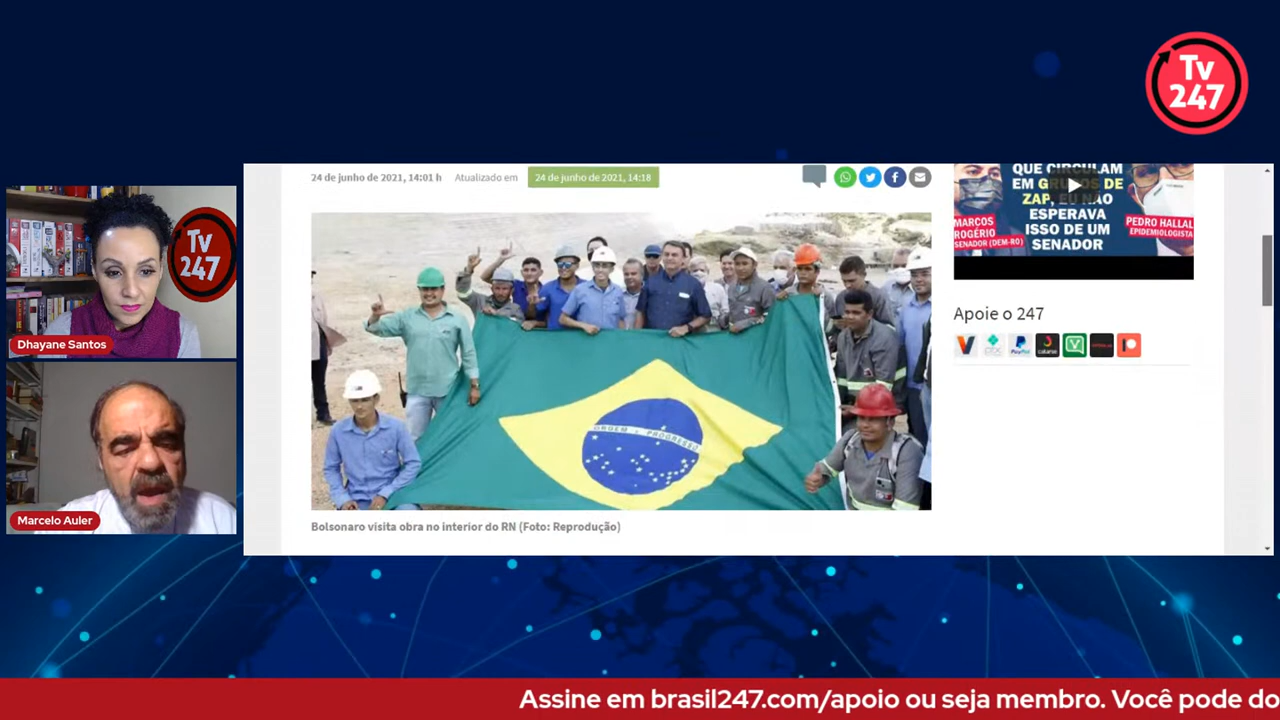 Tv
247
24 de junho de 2021, 14:01 h Atualizado em 24 de junho de 2021, 14:18
QUE CIRCULAM
EM GRUPOS DE
ZAP, EU NÃO
ESPERAVA
ISSO DE UM
SENADOR
MARCOS
ROGÉRIO
SENADOR (DEM-RO)
PEDRO HALLAL
EPIDEMIOLOGISTA
Tv
247
Dhayane Santos
Apoie o 247
PayPal
catarse
ORDEM E PROGRESSO
Marcelo Auler
Bolsonaro visita obra no interior do RN (Foto: Reprodução)
Assine em brasil247.com/apoio ou seja membro. Você pode do